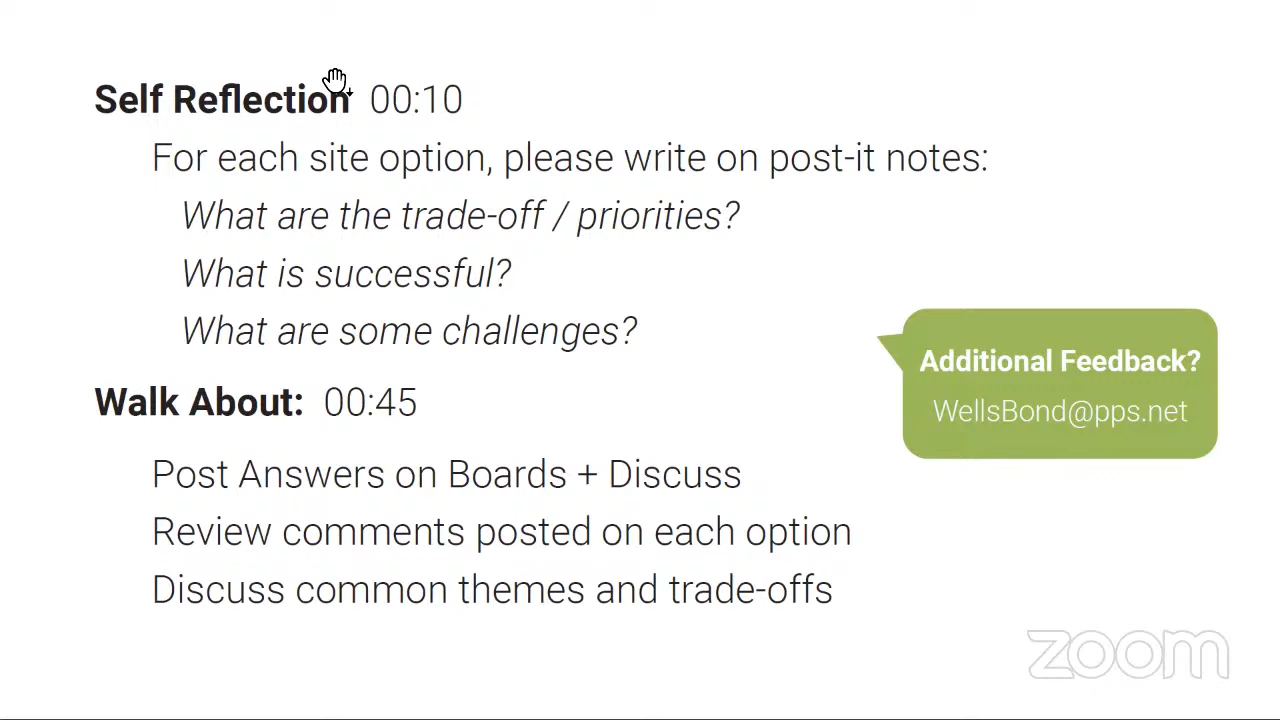 Self Reflection 00:10
For each site option, please write on post-it notes:
What are the trade-off / priorities?
What is successful?
What are some challenges?
Additional Feedback?
WellsBond@pps.net
Walk About: 00:45
Post Answers on Boards + Discuss
Review comments posted on each option
Discuss common themes and trade-offs
zoom